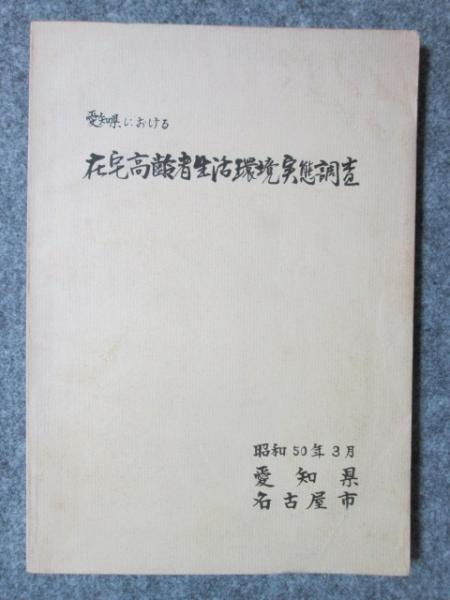 愛知県における
在宅高齢者生活環境実態調査
昭和50年3月
愛知県
名古屋市